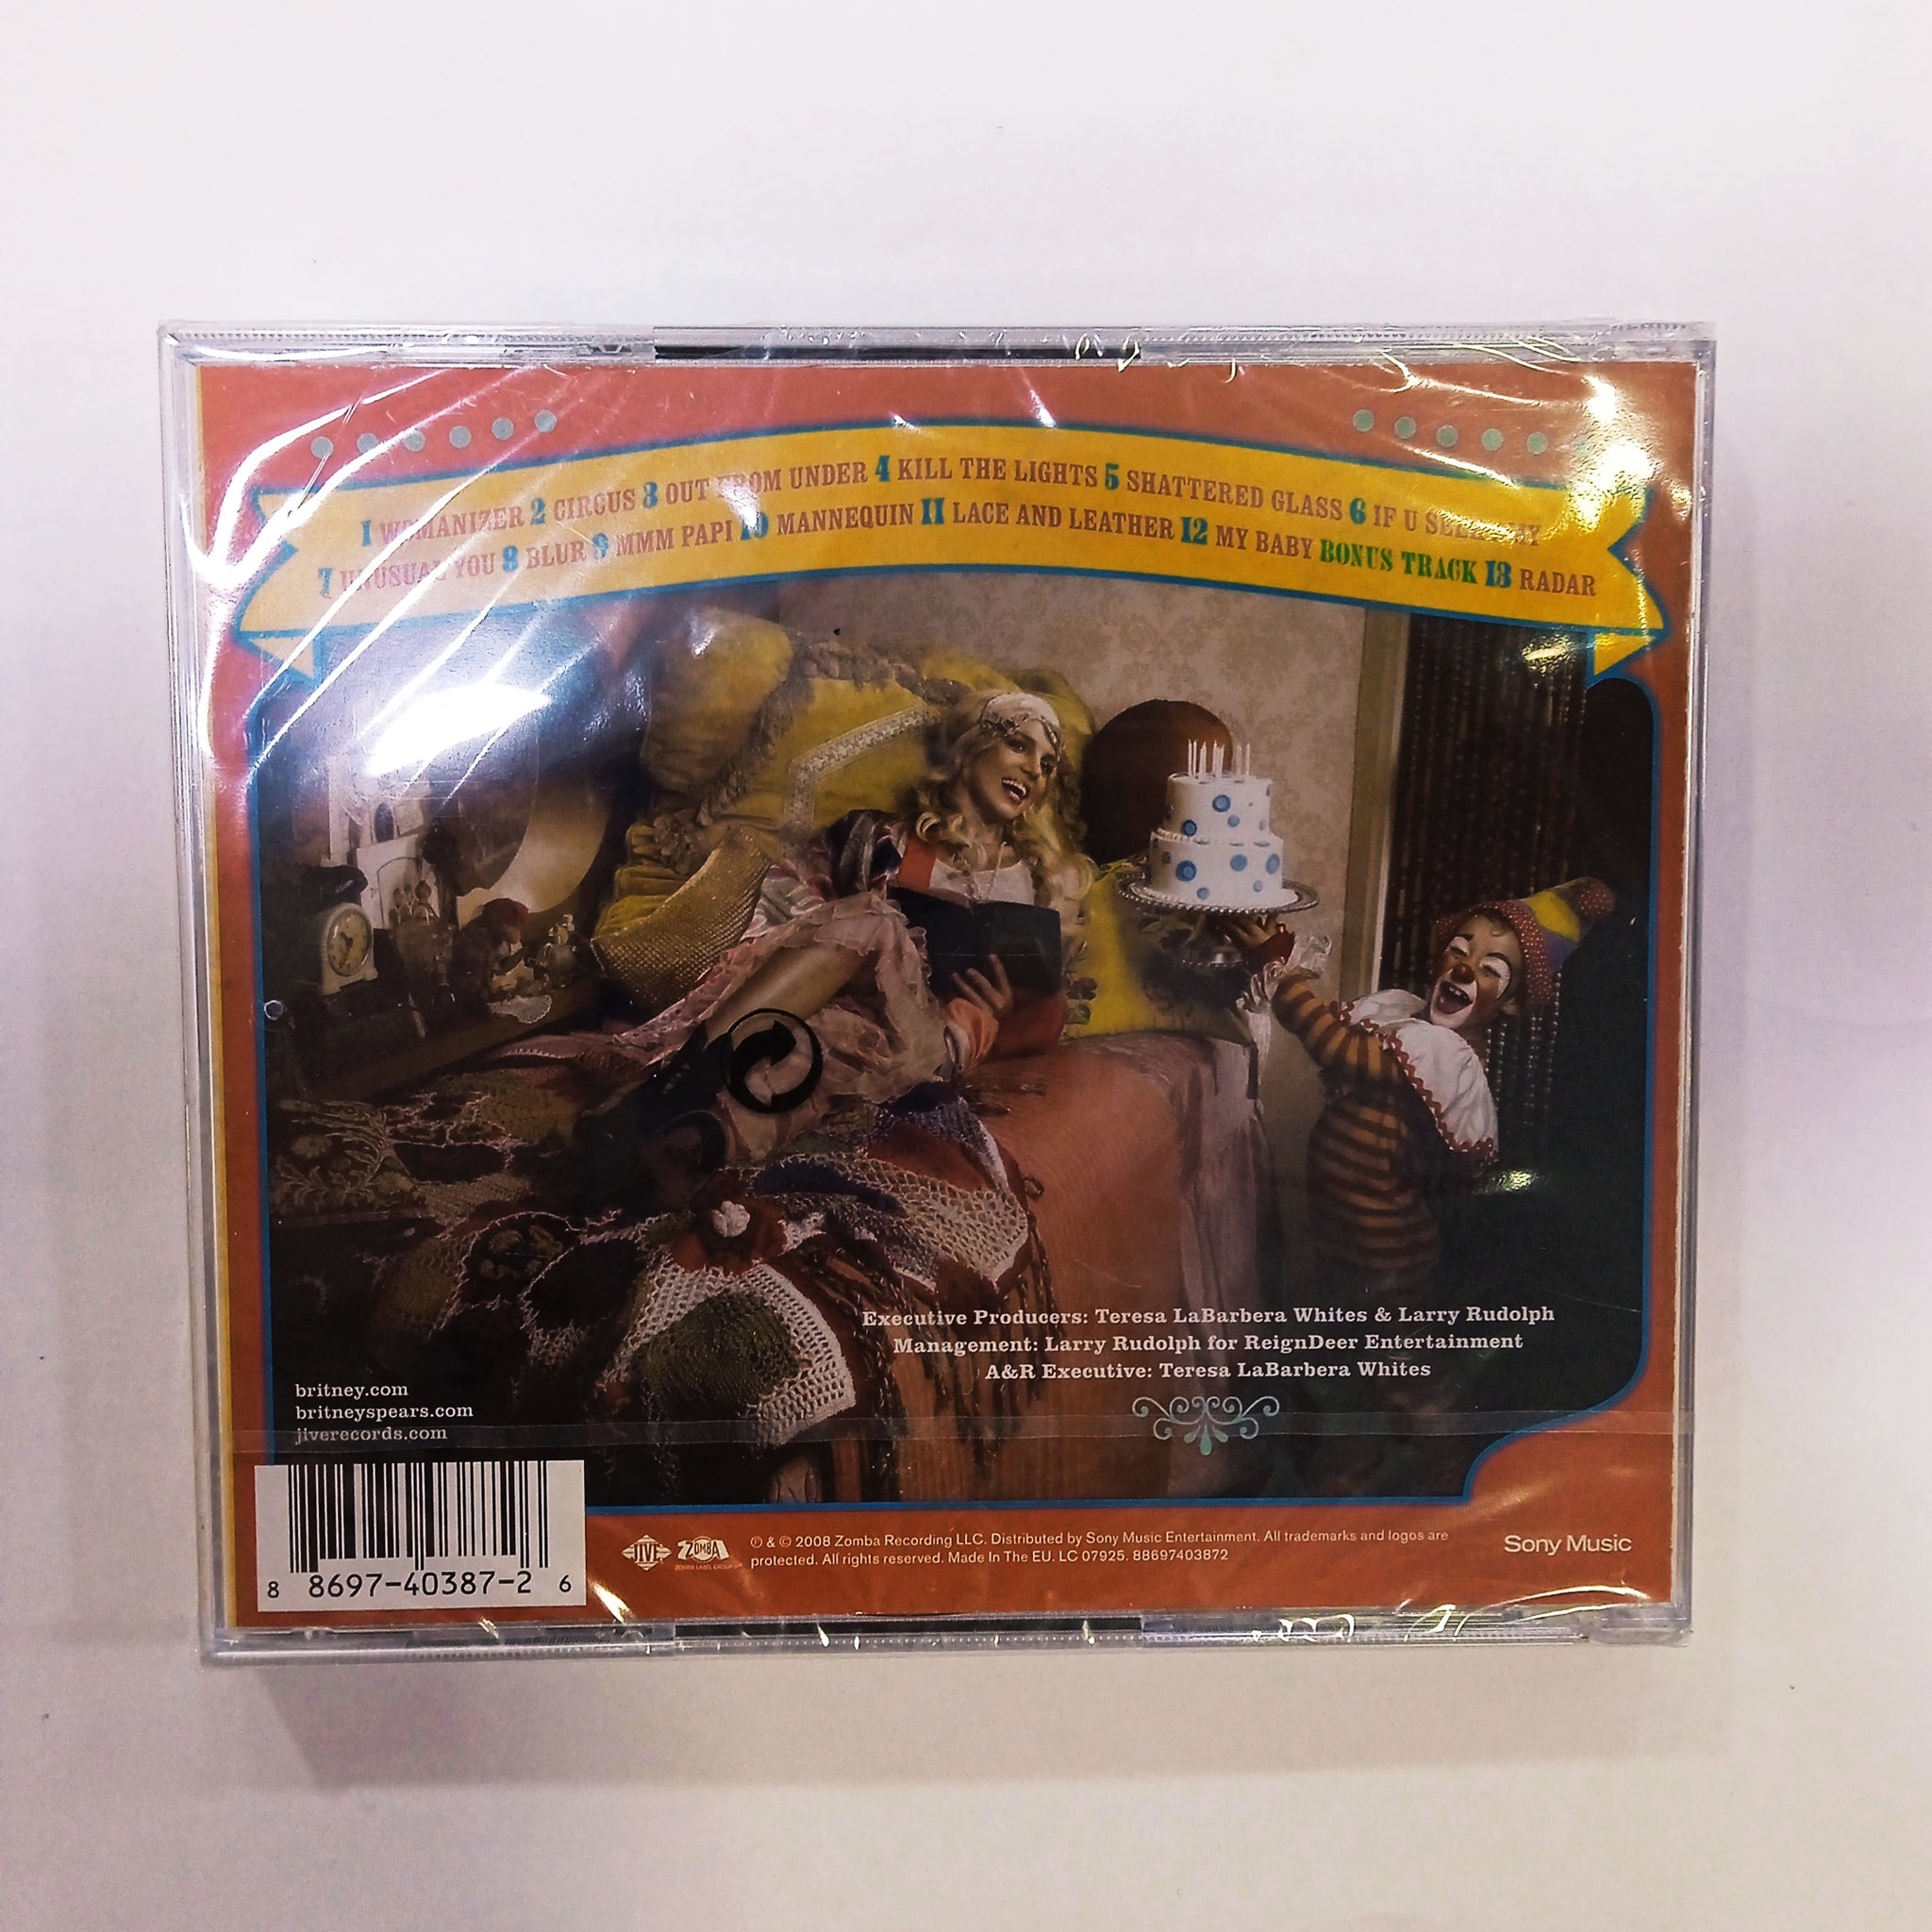 1 WOMANIZER 2 CIRCUS 3 OUT FROM UNDER 4 KILL THE LIGHTS 5 SHATTERED GLASS 6 IF U SEEK AMY
7 UNUSUAL YOU 8 BLUR 9 MMM PAPI 10 MANNEQUIN 11 LACE AND LEATHER 12 MY BABY BONUS TRACK 13 RADAR
Executive Producers: Teresa LaBarbera Whites & Larry Rudolph
Management: Larry Rudolph for ReignDeer Entertainment
A&R Executive: Teresa LaBarbera Whites
britney.com
britneyspears.com
jiverecords.com
8 8697-40387-2 6
JIVE ZOMBA
ZOMBA LABEL GROUP
℗ & © 2008 Zomba Recording LLC. Distributed by Sony Music Entertainment. All trademarks and logos are
protected. All rights reserved. Made In The EU. LC 07925. 88697403872
Sony Music